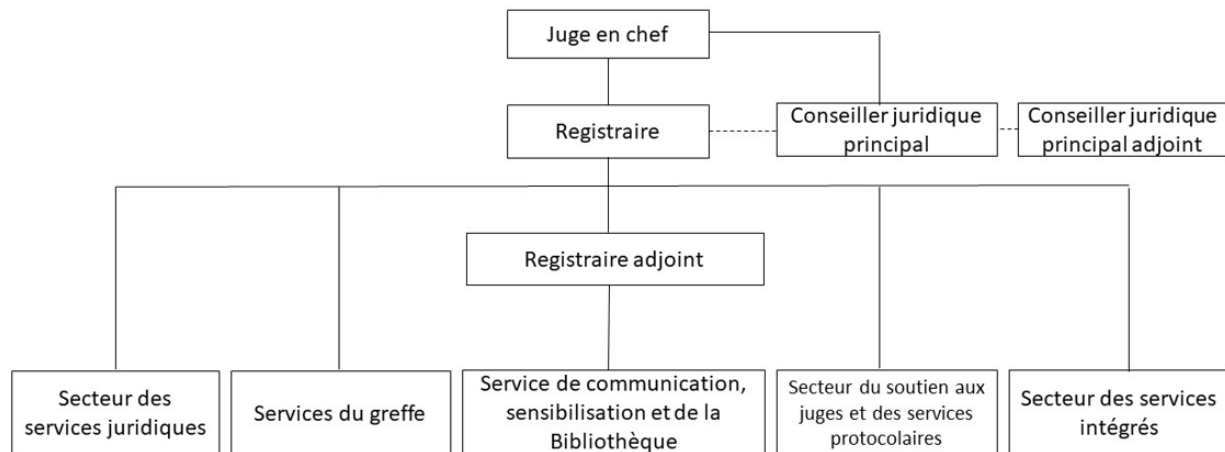 Juge en chef
Registraire
Conseiller juridique
principal
Conseiller juridique
principal adjoint
Registraire adjoint
Secteur des
services juridiques
Services du greffe
Service de communication,
sensibilisation et de la
Bibliothèque
Secteur du soutien aux
juges et des services
protocolaires
Secteur des services
intégrés